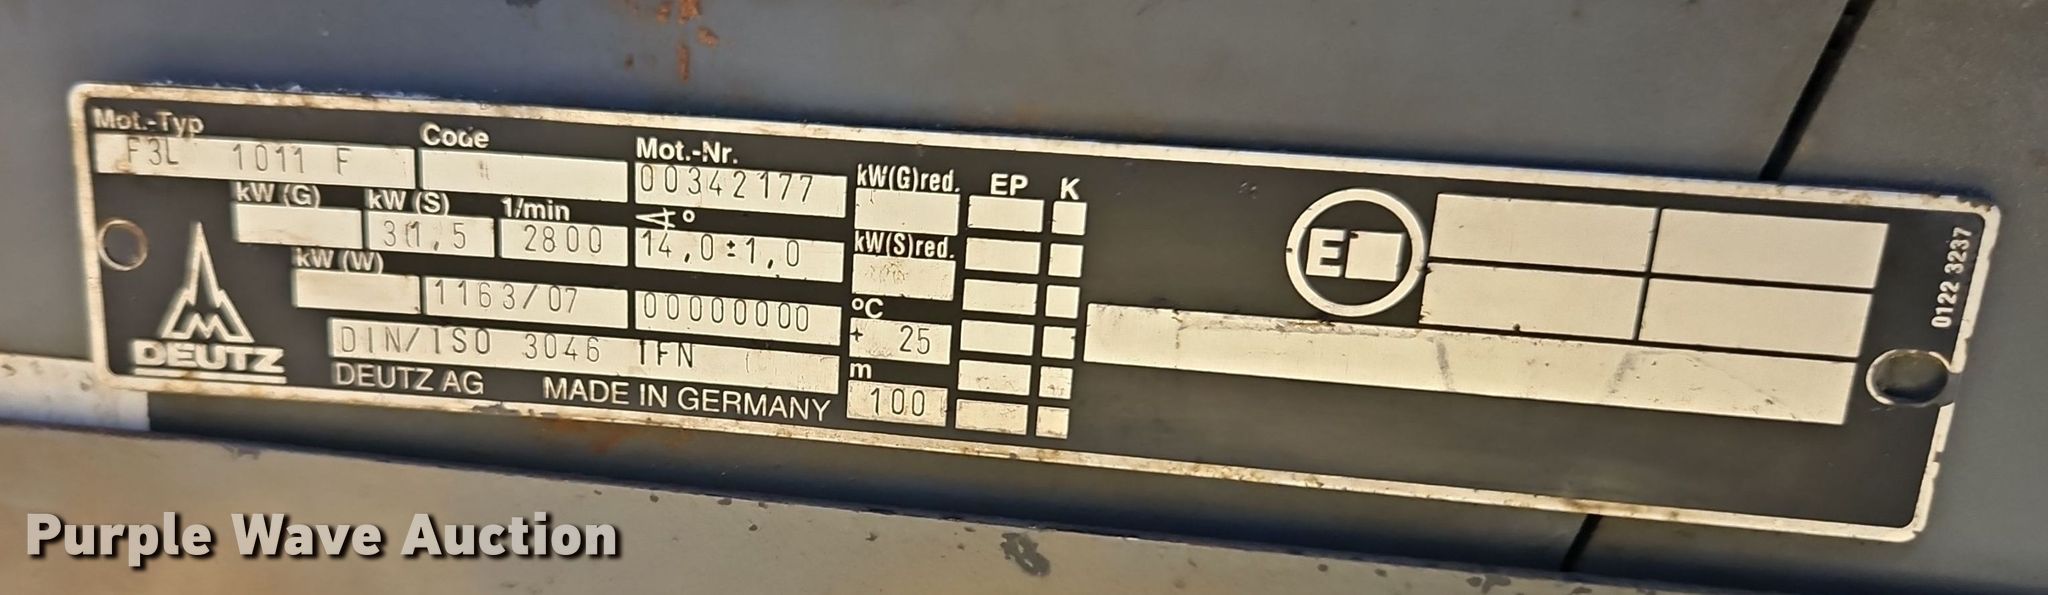 Mot.-Typ Code Mot.-Nr. kW(G)red. EP K
F3L 1011 F 00342177
kW (G) kW (S) 1/min ∢° kW(S)red.
31,5 2800 14,0±1,0
kW (W) °C
1163/07 00000000 + 25
DIN/ISO 3046 IFN m
DEUTZ
DEUTZ AG MADE IN GERMANY 100
E
0122 3237
Purple Wave Auction